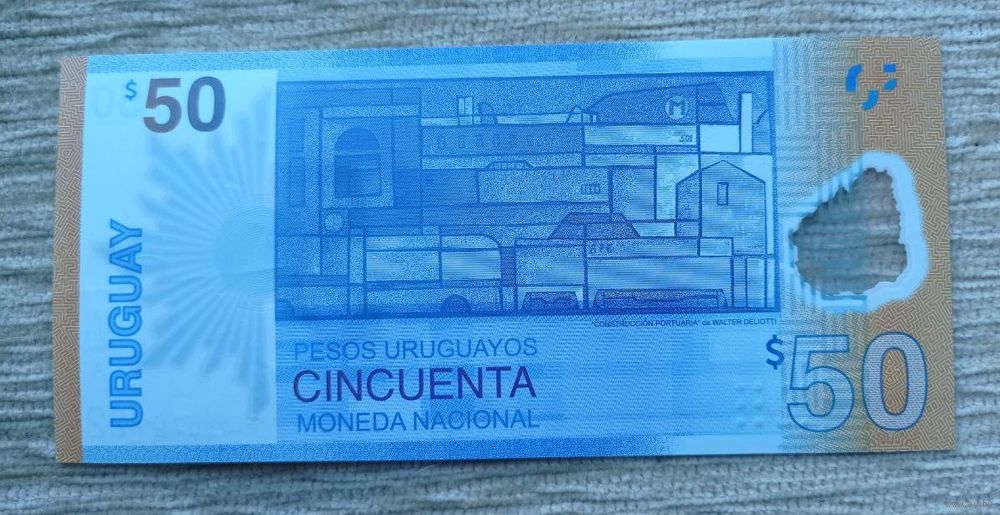 $50
URUGUAY
M
'CONSTRUCCIÓN PORTUARIA' de WALTER DELIOTTI
PESOS URUGUAYOS
CINCUENTA
MONEDA NACIONAL
$50